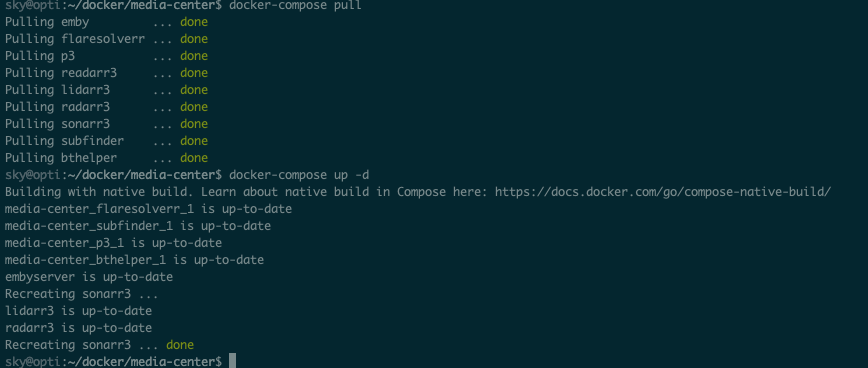 sky@opti:~/docker/media-center$ docker-compose pull
Pulling emby         ... done
Pulling flaresolverr ... done
Pulling p3           ... done
Pulling readarr3     ... done
Pulling lidarr3      ... done
Pulling radarr3      ... done
Pulling sonarr3      ... done
Pulling subfinder    ... done
Pulling bthelper     ... done
sky@opti:~/docker/media-center$ docker-compose up -d
Building with native build. Learn about native build in Compose here: https://docs.docker.com/go/compose-native-build/
media-center_flaresolverr_1 is up-to-date
media-center_subfinder_1 is up-to-date
media-center_p3_1 is up-to-date
media-center_bthelper_1 is up-to-date
embyserver is up-to-date
Recreating sonarr3 ...
lidarr3 is up-to-date
radarr3 is up-to-date
Recreating sonarr3 ... done
sky@opti:~/docker/media-center$